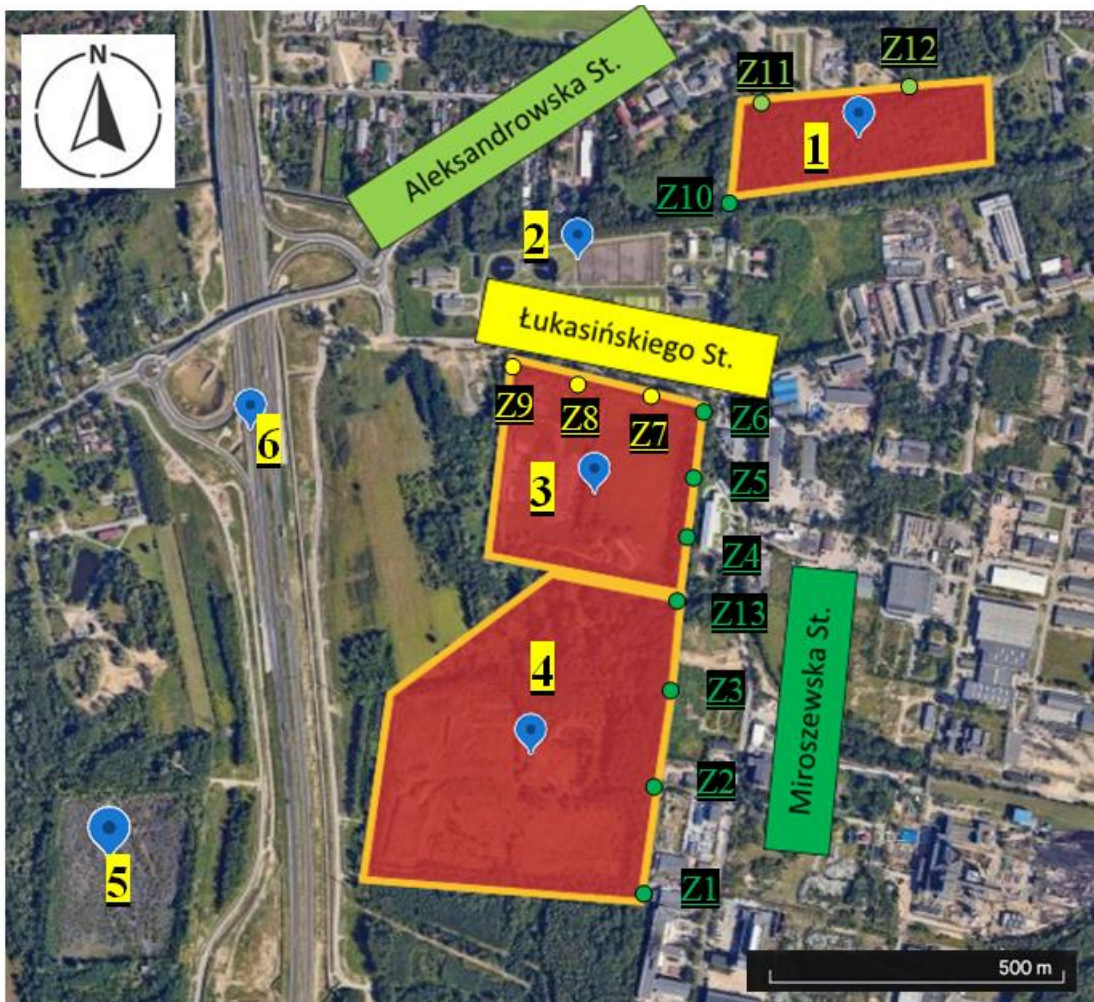 N
Aleksandrowska St.
Z11
Z12
1
Z10
2
Łukasińskiego St.
Z9
Z8
Z7
Z6
6
3
Z5
Z4
Z13
4
Z3
Miroszewska St.
Z2
5
Z1
500 m